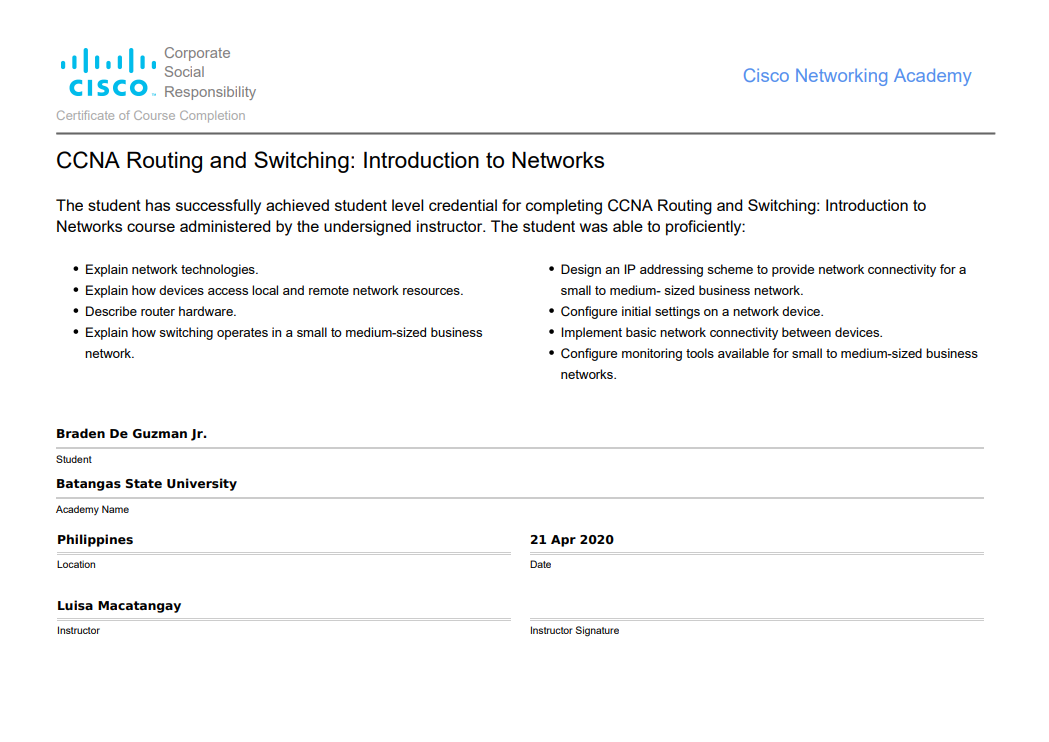 Corporate
Social
Responsibility
CISCO™
Cisco Networking Academy
Certificate of Course Completion
CCNA Routing and Switching: Introduction to Networks
The student has successfully achieved student level credential for completing CCNA Routing and Switching: Introduction to
Networks course administered by the undersigned instructor. The student was able to proficiently:
• Explain network technologies.
• Explain how devices access local and remote network resources.
• Describe router hardware.
• Explain how switching operates in a small to medium-sized business
network.
• Design an IP addressing scheme to provide network connectivity for a
small to medium- sized business network.
• Configure initial settings on a network device.
• Implement basic network connectivity between devices.
• Configure monitoring tools available for small to medium-sized business
networks.
Braden De Guzman Jr.
Student
Batangas State University
Academy Name
Philippines
Location
21 Apr 2020
Date
Luisa Macatangay
Instructor
Instructor Signature